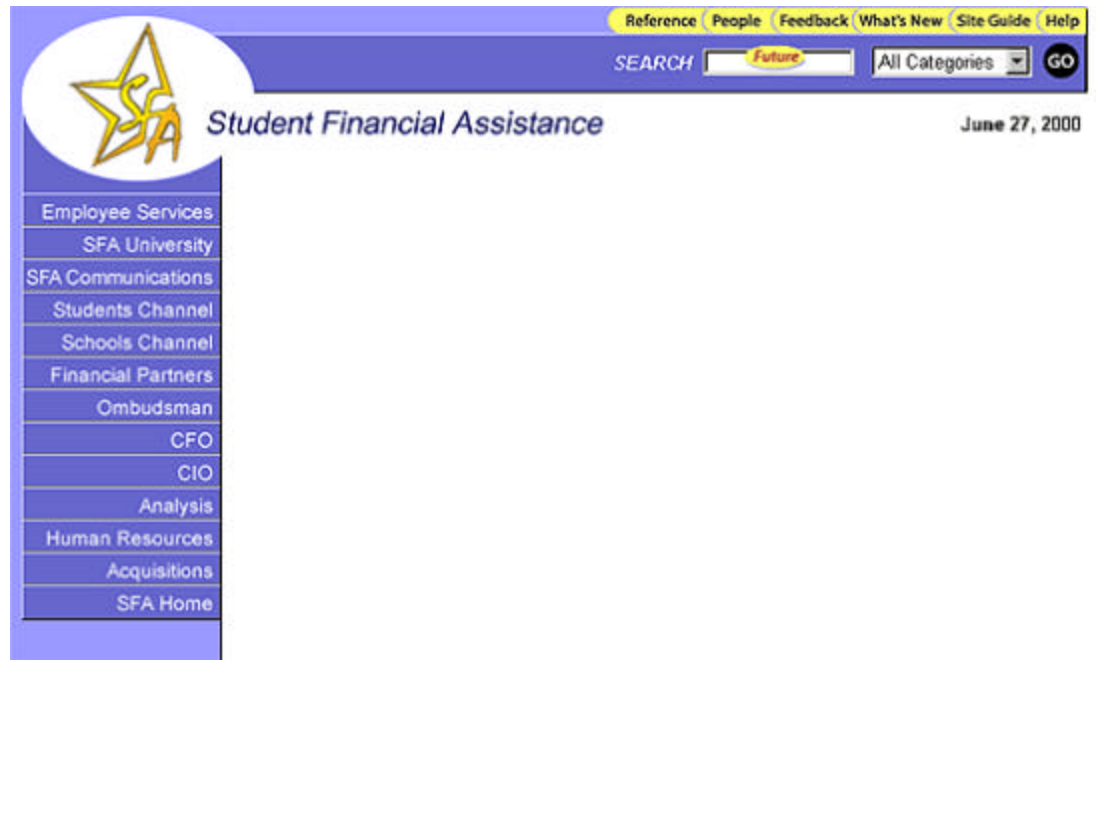 Reference People Feedback What's New Site Guide Help
SEARCH Future All Categories GO
SFA
Student Financial Assistance June 27, 2000
Employee Services
SFA University
SFA Communications
Students Channel
Schools Channel
Financial Partners
Ombudsman
CFO
CIO
Analysis
Human Resources
Acquisitions
SFA Home